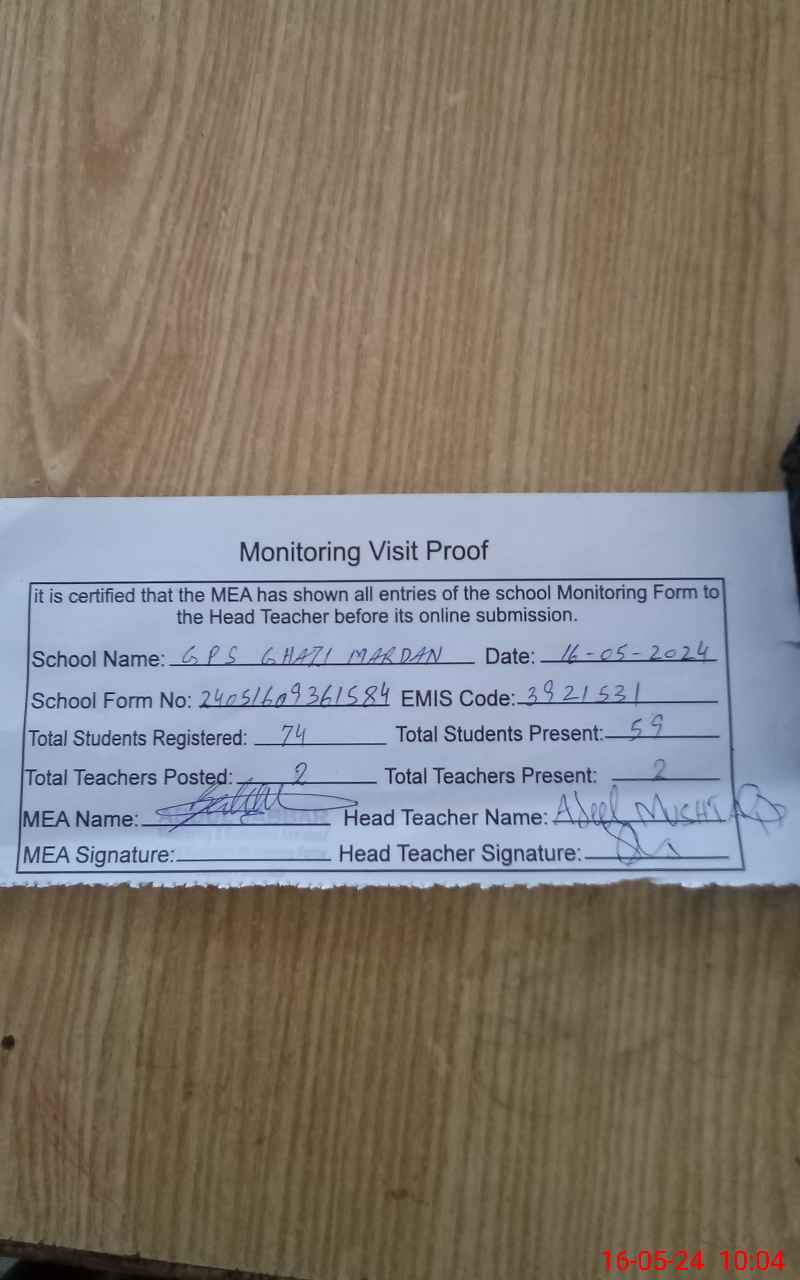 Monitoring Visit Proof
it is certified that the MEA has shown all entries of the school Monitoring Form to
the Head Teacher before its online submission.
School Name: GPS GHATI MARDAN Date: 16-05-2024
School Form No: 24051609361584 EMIS Code: 3921531
Total Students Registered: 74 Total Students Present: 59
Total Teachers Posted: 2 Total Teachers Present: 2
MEA Name: Head Teacher Name: Adeel
MEA Signature: Head Teacher Signature:
16-05-24 10:04